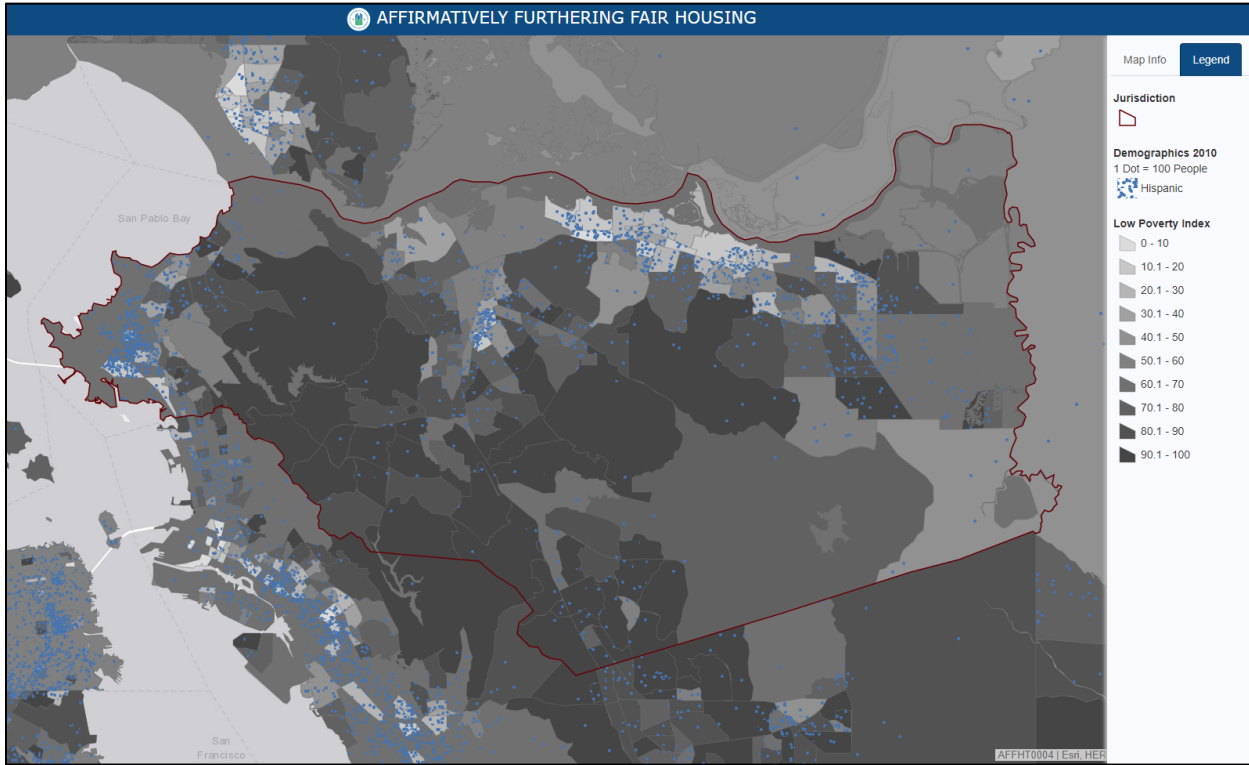 AFFIRMATIVELY FURTHERING FAIR HOUSING
Map Info
Legend
Jurisdiction
Demographics 2010
1 Dot = 100 People
Hispanic
Low Poverty Index
0 - 10
10.1 - 20
20.1 - 30
30.1 - 40
40.1 - 50
50.1 - 60
60.1 - 70
70.1 - 80
80.1 - 90
90.1 - 100
San Pablo Bay
San
Francisco
AFFHT0004 | Esri, HER